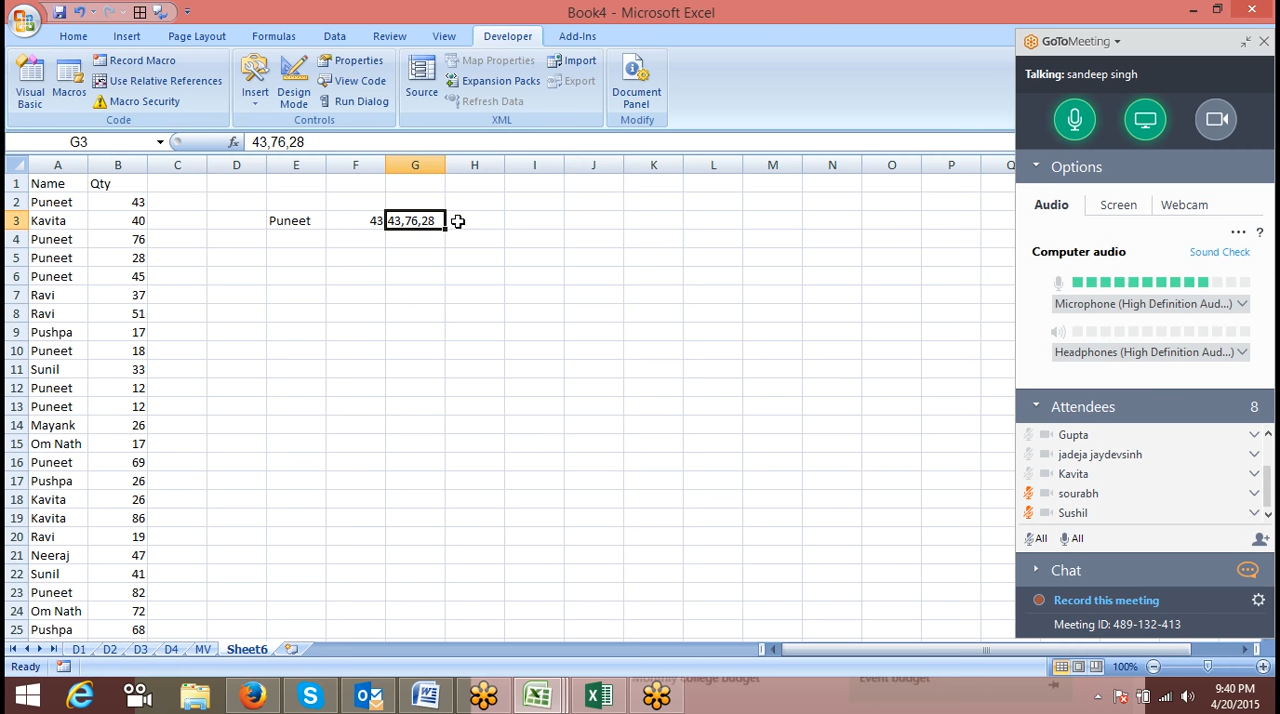 Book4 - Microsoft Excel
Home Insert Page Layout Formulas Data Review View Developer Add-Ins
Visual Basic
Macros
Record Macro
Use Relative References
Macro Security
Code
Insert
Design Mode
Properties
View Code
Run Dialog
Controls
Source
Map Properties
Expansion Packs
Refresh Data
Import
Export
XML
Document Panel
Modify
G3 fx 43,76,28
A B C D E F G H I J K L M N O P Q
1 Name Qty
2 Puneet 43
3 Kavita 40 Puneet 43 43,76,28
4 Puneet 76
5 Puneet 28
6 Puneet 45
7 Ravi 37
8 Ravi 51
9 Pushpa 17
10 Puneet 18
11 Sunil 33
12 Puneet 12
13 Puneet 12
14 Mayank 26
15 Om Nath 17
16 Puneet 69
17 Pushpa 26
18 Kavita 26
19 Kavita 86
20 Ravi 19
21 Neeraj 47
22 Sunil 41
23 Puneet 82
24 Om Nath 72
25 Pushpa 68
D1 D2 D3 D4 MV Sheet6
Ready 100%
GoToMeeting
Talking: sandeep singh
Options
Audio Screen Webcam
... ?
Computer audio Sound Check
Microphone (High Definition Aud...)
Headphones (High Definition Aud...)
Attendees 8
Gupta
jadeja jaydevsinh
Kavita
sourabh
Sushil
All All
Chat
Record this meeting
Meeting ID: 489-132-413
Monthly college budget Event budget
9:40 PM
4/20/2015